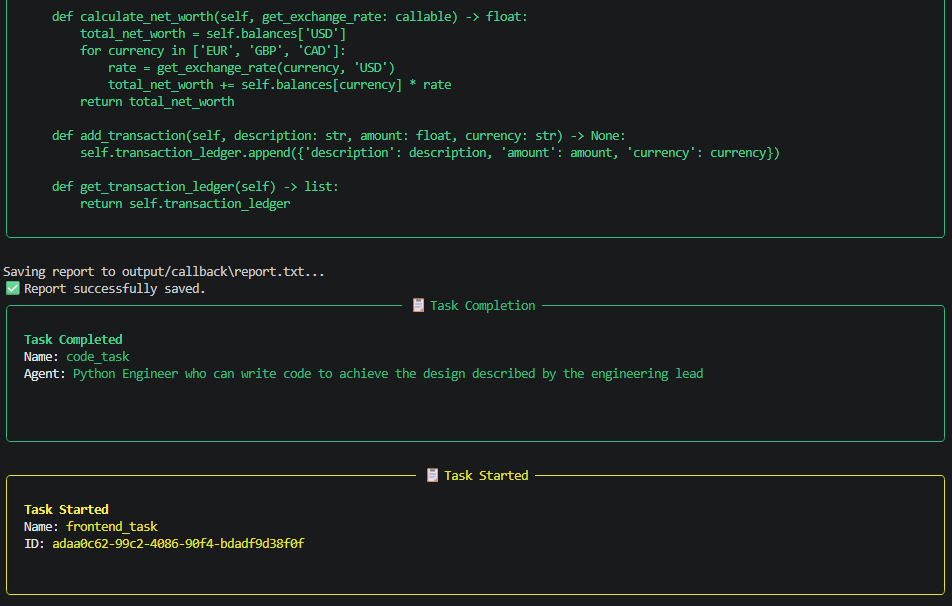 def calculate_net_worth(self, get_exchange_rate: callable) -> float:
total_net_worth = self.balances['USD']
for currency in ['EUR', 'GBP', 'CAD']:
rate = get_exchange_rate(currency, 'USD')
total_net_worth += self.balances[currency] * rate
return total_net_worth
def add_transaction(self, description: str, amount: float, currency: str) -> None:
self.transaction_ledger.append({'description': description, 'amount': amount, 'currency': currency})
def get_transaction_ledger(self) -> list:
return self.transaction_ledger
Saving report to output/callback\report.txt...
✅ Report successfully saved.
📋 Task Completion
Task Completed
Name: code_task
Agent: Python Engineer who can write code to achieve the design described by the engineering lead
📋 Task Started
Task Started
Name: frontend_task
ID: adaa0c62-99c2-4086-90f4-bdadf9d38f0f